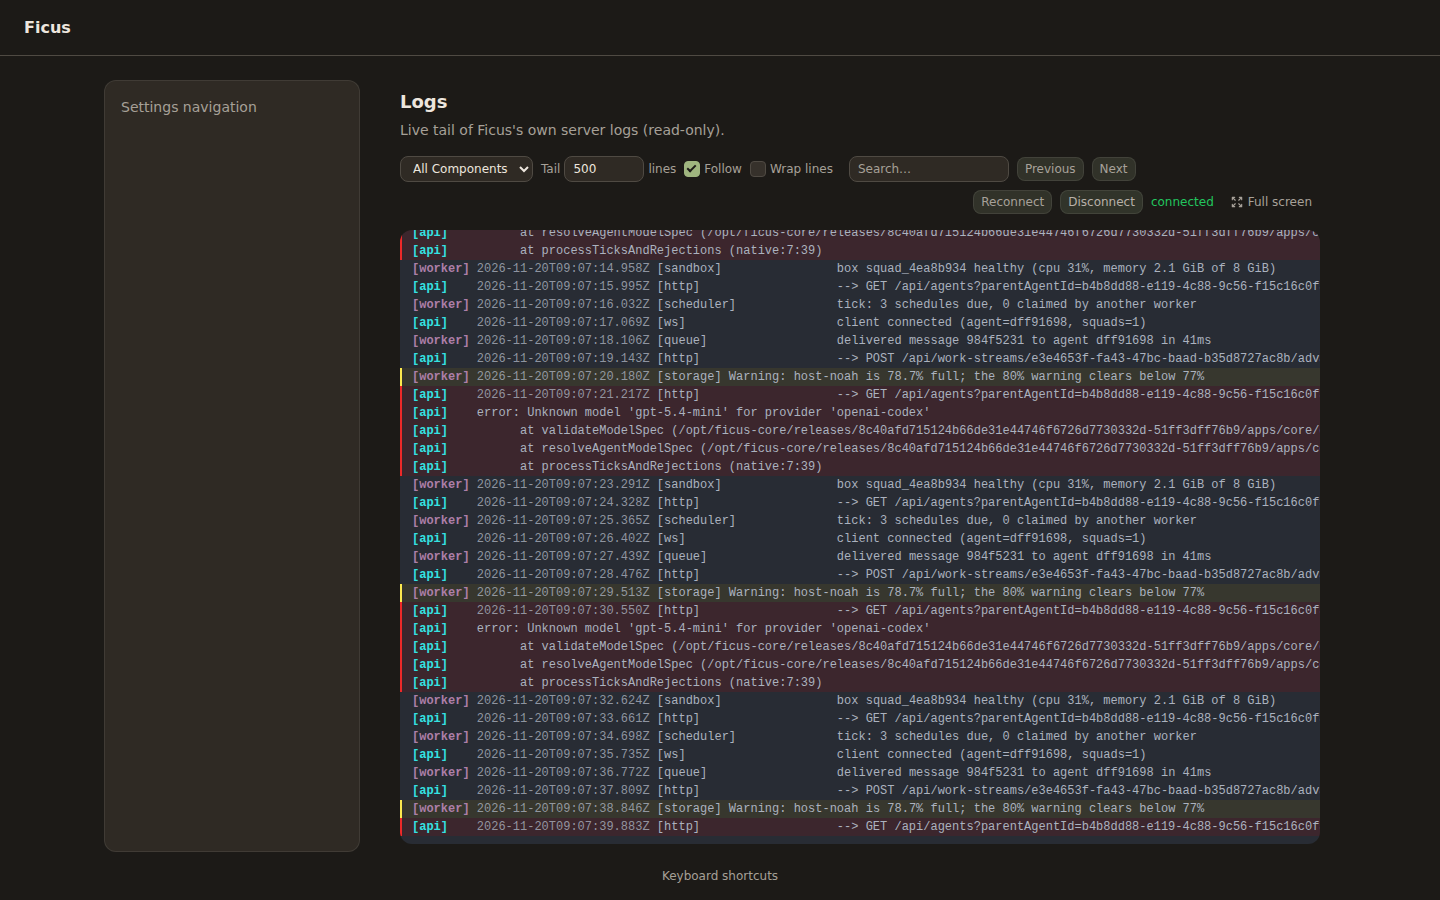 Ficus
Settings navigation
Logs
Live tail of Ficus's own server logs (read-only).
All Components Tail 500 lines Follow Wrap lines Search... Previous Next
Reconnect Disconnect connected Full screen
[api] at resolveAgentModelSpec (/opt/ficus-core/releases/8c40afd715124b66de31e44746f6726d7730332d-51ff3dff76b9/apps/c
[api] at processTicksAndRejections (native:7:39)
[worker] 2026-11-20T09:07:14.958Z [sandbox] box squad_4ea8b934 healthy (cpu 31%, memory 2.1 GiB of 8 GiB)
[api] 2026-11-20T09:07:15.995Z [http] --> GET /api/agents?parentAgentId=b4b8dd88-e119-4c88-9c56-f15c16c0f
[worker] 2026-11-20T09:07:16.032Z [scheduler] tick: 3 schedules due, 0 claimed by another worker
[api] 2026-11-20T09:07:17.069Z [ws] client connected (agent=dff91698, squads=1)
[worker] 2026-11-20T09:07:18.106Z [queue] delivered message 984f5231 to agent dff91698 in 41ms
[api] 2026-11-20T09:07:19.143Z [http] --> POST /api/work-streams/e3e4653f-fa43-47bc-baad-b35d8727ac8b/adv
[worker] 2026-11-20T09:07:20.180Z [storage] Warning: host-noah is 78.7% full; the 80% warning clears below 77%
[api] 2026-11-20T09:07:21.217Z [http] --> GET /api/agents?parentAgentId=b4b8dd88-e119-4c88-9c56-f15c16c0f
[api] error: Unknown model 'gpt-5.4-mini' for provider 'openai-codex'
[api] at validateModelSpec (/opt/ficus-core/releases/8c40afd715124b66de31e44746f6726d7730332d-51ff3dff76b9/apps/core/
[api] at resolveAgentModelSpec (/opt/ficus-core/releases/8c40afd715124b66de31e44746f6726d7730332d-51ff3dff76b9/apps/c
[api] at processTicksAndRejections (native:7:39)
[worker] 2026-11-20T09:07:23.291Z [sandbox] box squad_4ea8b934 healthy (cpu 31%, memory 2.1 GiB of 8 GiB)
[api] 2026-11-20T09:07:24.328Z [http] --> GET /api/agents?parentAgentId=b4b8dd88-e119-4c88-9c56-f15c16c0f
[worker] 2026-11-20T09:07:25.365Z [scheduler] tick: 3 schedules due, 0 claimed by another worker
[api] 2026-11-20T09:07:26.402Z [ws] client connected (agent=dff91698, squads=1)
[worker] 2026-11-20T09:07:27.439Z [queue] delivered message 984f5231 to agent dff91698 in 41ms
[api] 2026-11-20T09:07:28.476Z [http] --> POST /api/work-streams/e3e4653f-fa43-47bc-baad-b35d8727ac8b/adv
[worker] 2026-11-20T09:07:29.513Z [storage] Warning: host-noah is 78.7% full; the 80% warning clears below 77%
[api] 2026-11-20T09:07:30.550Z [http] --> GET /api/agents?parentAgentId=b4b8dd88-e119-4c88-9c56-f15c16c0f
[api] error: Unknown model 'gpt-5.4-mini' for provider 'openai-codex'
[api] at validateModelSpec (/opt/ficus-core/releases/8c40afd715124b66de31e44746f6726d7730332d-51ff3dff76b9/apps/core/
[api] at resolveAgentModelSpec (/opt/ficus-core/releases/8c40afd715124b66de31e44746f6726d7730332d-51ff3dff76b9/apps/c
[api] at processTicksAndRejections (native:7:39)
[worker] 2026-11-20T09:07:32.624Z [sandbox] box squad_4ea8b934 healthy (cpu 31%, memory 2.1 GiB of 8 GiB)
[api] 2026-11-20T09:07:33.661Z [http] --> GET /api/agents?parentAgentId=b4b8dd88-e119-4c88-9c56-f15c16c0f
[worker] 2026-11-20T09:07:34.698Z [scheduler] tick: 3 schedules due, 0 claimed by another worker
[api] 2026-11-20T09:07:35.735Z [ws] client connected (agent=dff91698, squads=1)
[worker] 2026-11-20T09:07:36.772Z [queue] delivered message 984f5231 to agent dff91698 in 41ms
[api] 2026-11-20T09:07:37.809Z [http] --> POST /api/work-streams/e3e4653f-fa43-47bc-baad-b35d8727ac8b/adv
[worker] 2026-11-20T09:07:38.846Z [storage] Warning: host-noah is 78.7% full; the 80% warning clears below 77%
[api] 2026-11-20T09:07:39.883Z [http] --> GET /api/agents?parentAgentId=b4b8dd88-e119-4c88-9c56-f15c16c0f
Keyboard shortcuts